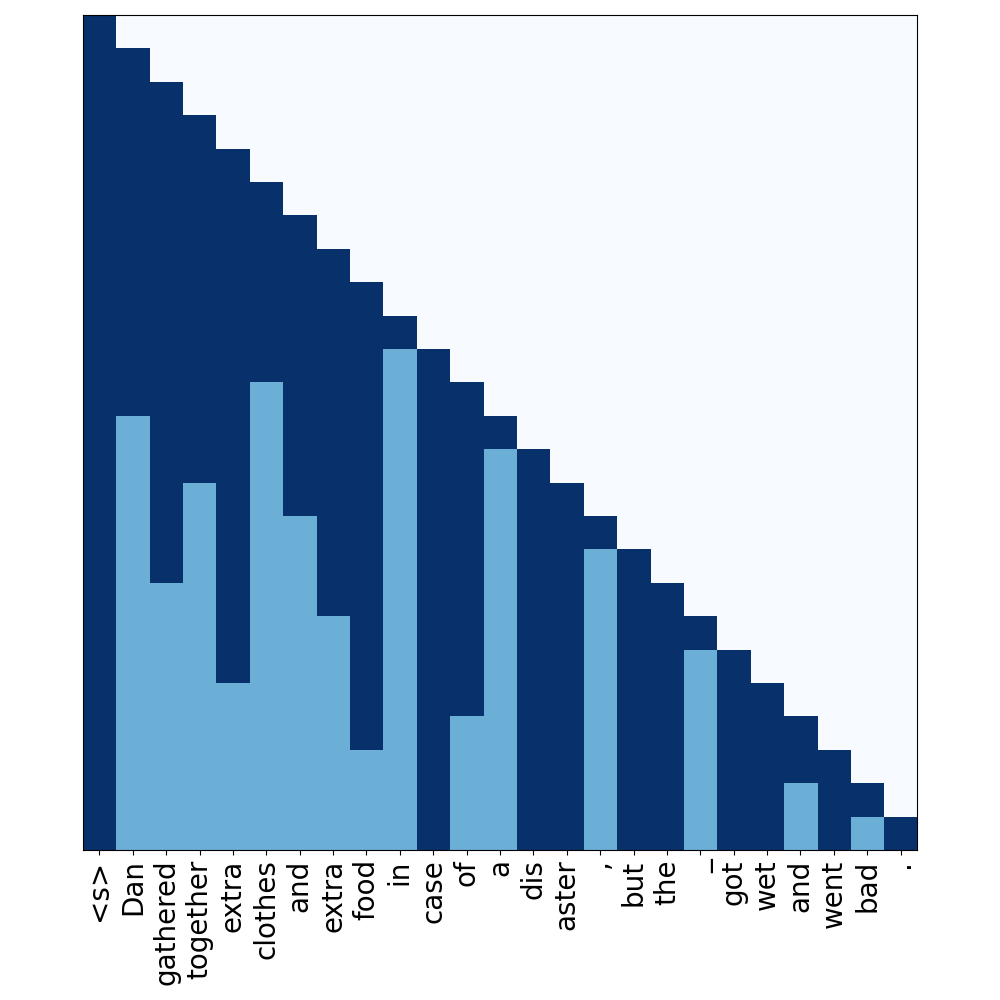 <s>
Dan
gathered
together
extra
clothes
and
extra
food
in
case
of
a
dis
aster
,
but
the
_
got
wet
and
went
bad
.